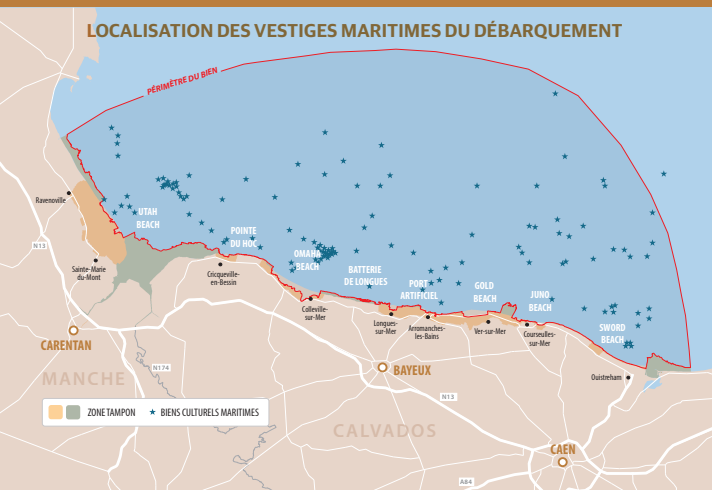 LOCALISATION DES VESTIGES MARITIMES DU DÉBARQUEMENT
PÉRIMÈTRE DU BIEN
Ravenoville
UTAH
BEACH
POINTE
DU HOC
N13
OMAHA
BEACH
BATTERIE
DE LONGUES
PORT
ARTIFICIEL
GOLD
BEACH
JUNO
BEACH
SWORD
BEACH
Sainte-Marie
du-Mont
Cricqueville-
en-Bessin
Colleville-
sur-Mer
Longues-
sur-Mer
Arromanches-
les-Bains
Ver-sur-Mer
Courseulles-
sur-Mer
Ouistreham
CARENTAN
MANCHE
N174
BAYEUX
N13
ZONE TAMPON
BIENS CULTURELS MARITIMES
CALVADOS
CAEN
A84